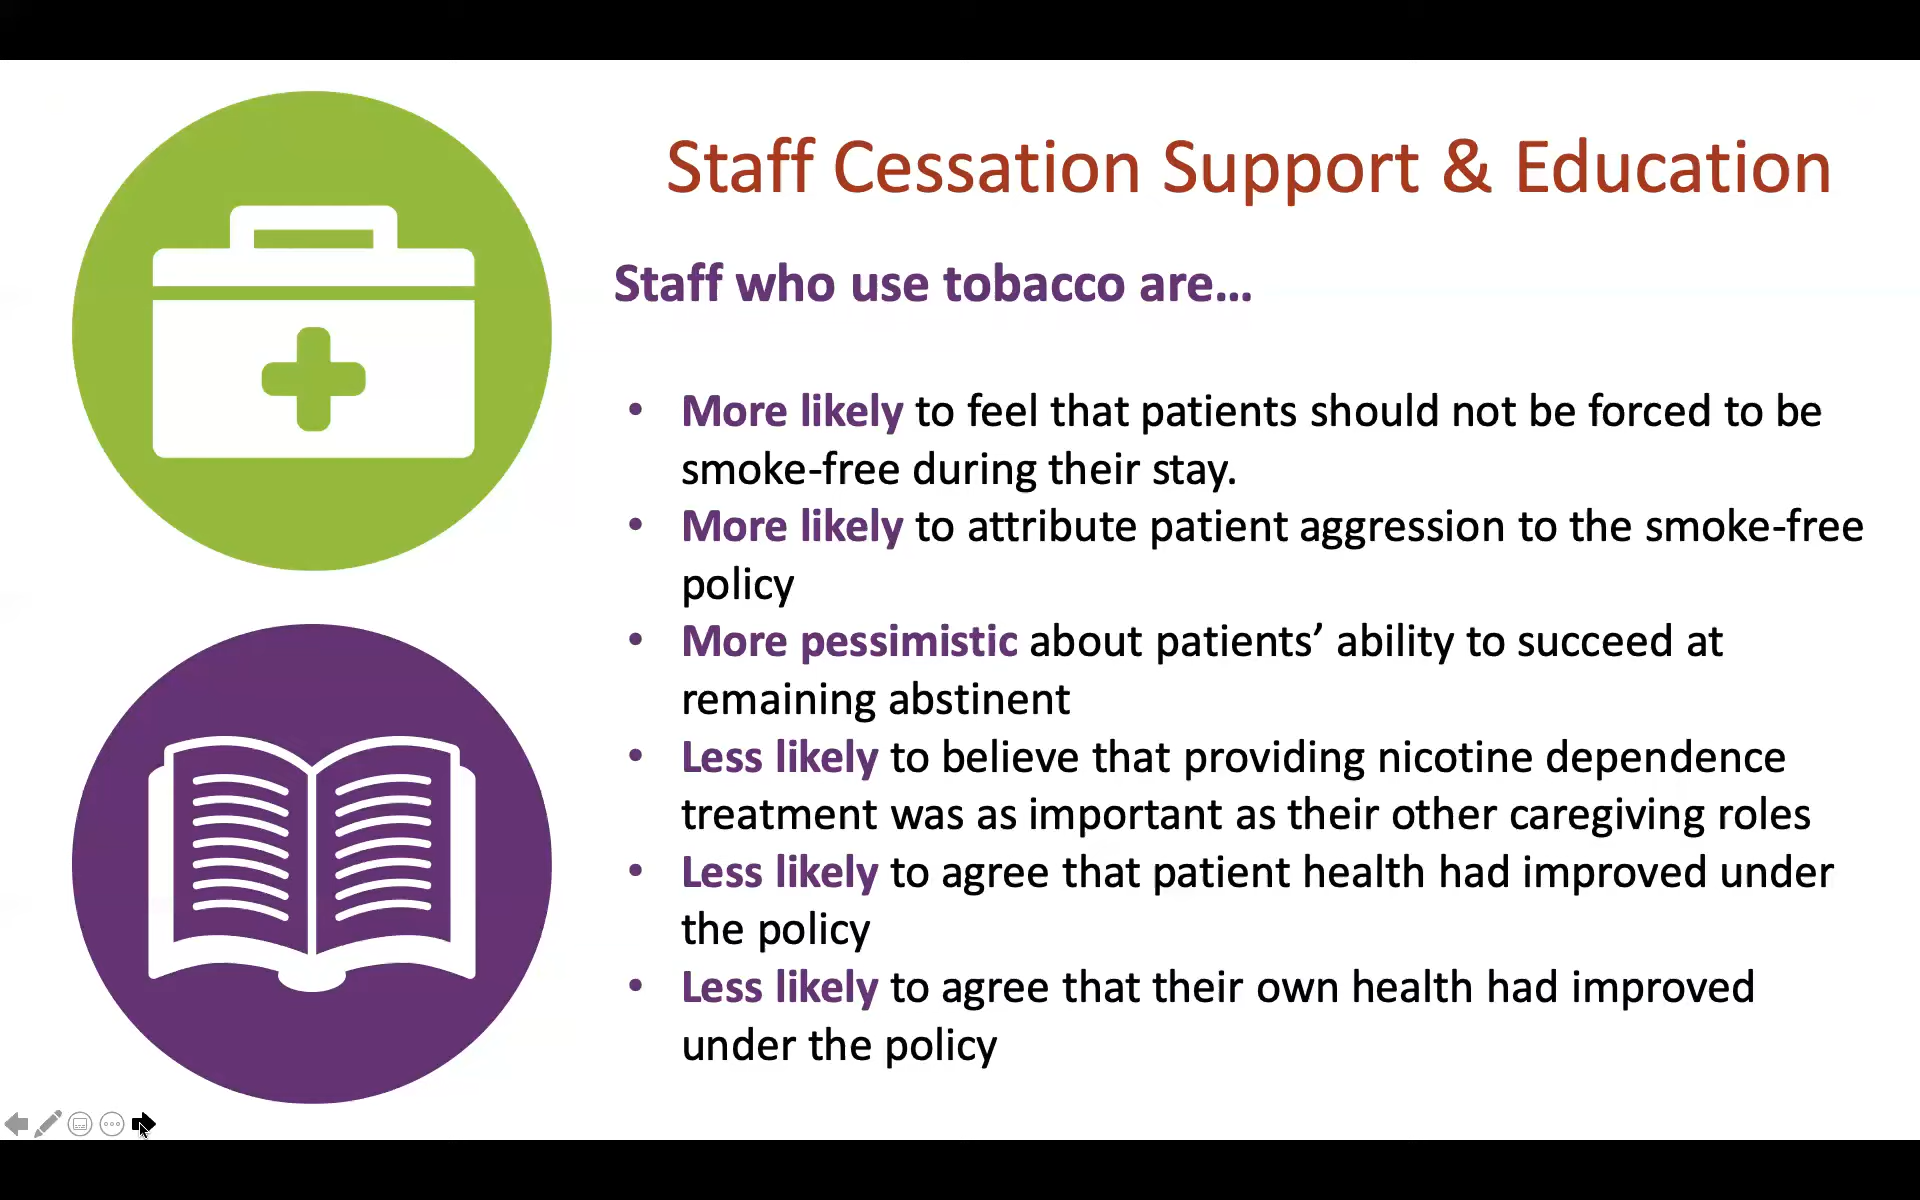 Staff Cessation Support & Education
Staff who use tobacco are...
• More likely to feel that patients should not be forced to be
smoke-free during their stay.
• More likely to attribute patient aggression to the smoke-free
policy
• More pessimistic about patients’ ability to succeed at
remaining abstinent
• Less likely to believe that providing nicotine dependence
treatment was as important as their other caregiving roles
• Less likely to agree that patient health had improved under
the policy
• Less likely to agree that their own health had improved
under the policy